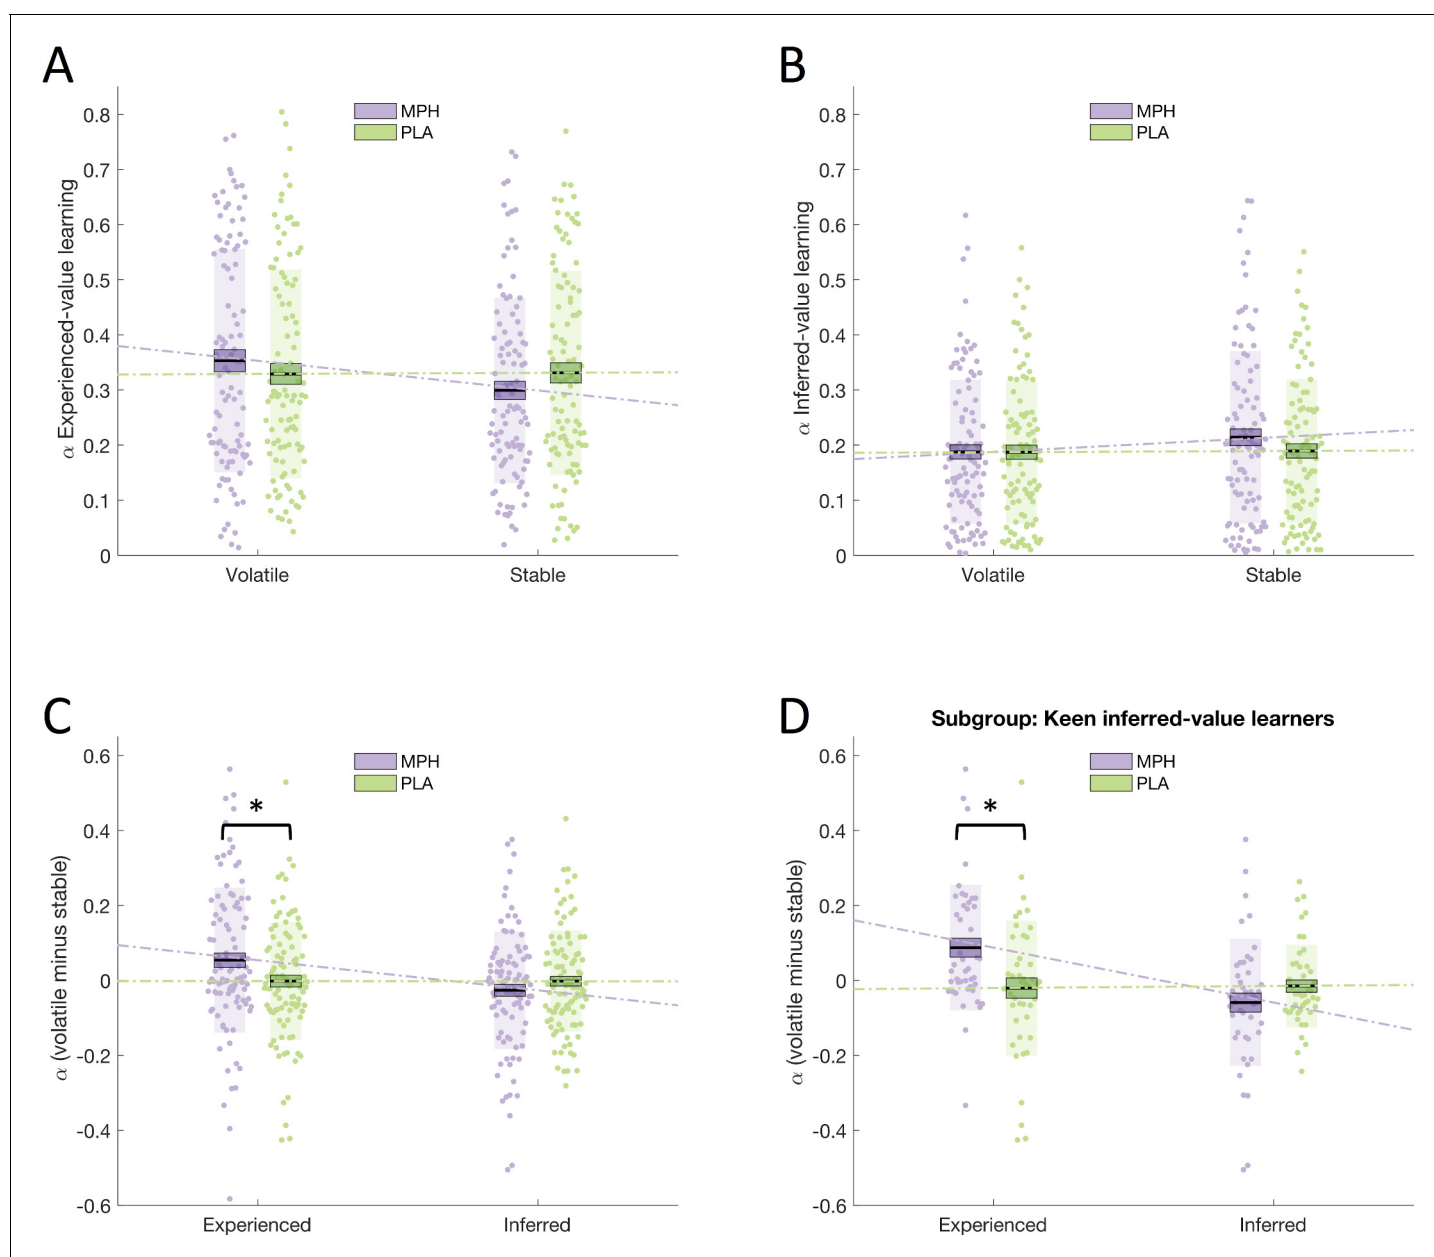 A
MPH
PLA
α Experienced-value learning
0.8
0.7
0.6
0.5
0.4
0.3
0.2
0.1
0
Volatile
Stable
B
MPH
PLA
α Inferred-value learning
0.8
0.7
0.6
0.5
0.4
0.3
0.2
0.1
0
Volatile
Stable
C
MPH
PLA
*
α (volatile minus stable)
0.6
0.4
0.2
0
-0.2
-0.4
-0.6
Experienced
Inferred
D
Subgroup: Keen inferred-value learners
MPH
PLA
*
α (volatile minus stable)
0.6
0.4
0.2
0
-0.2
-0.4
-0.6
Experienced
Inferred